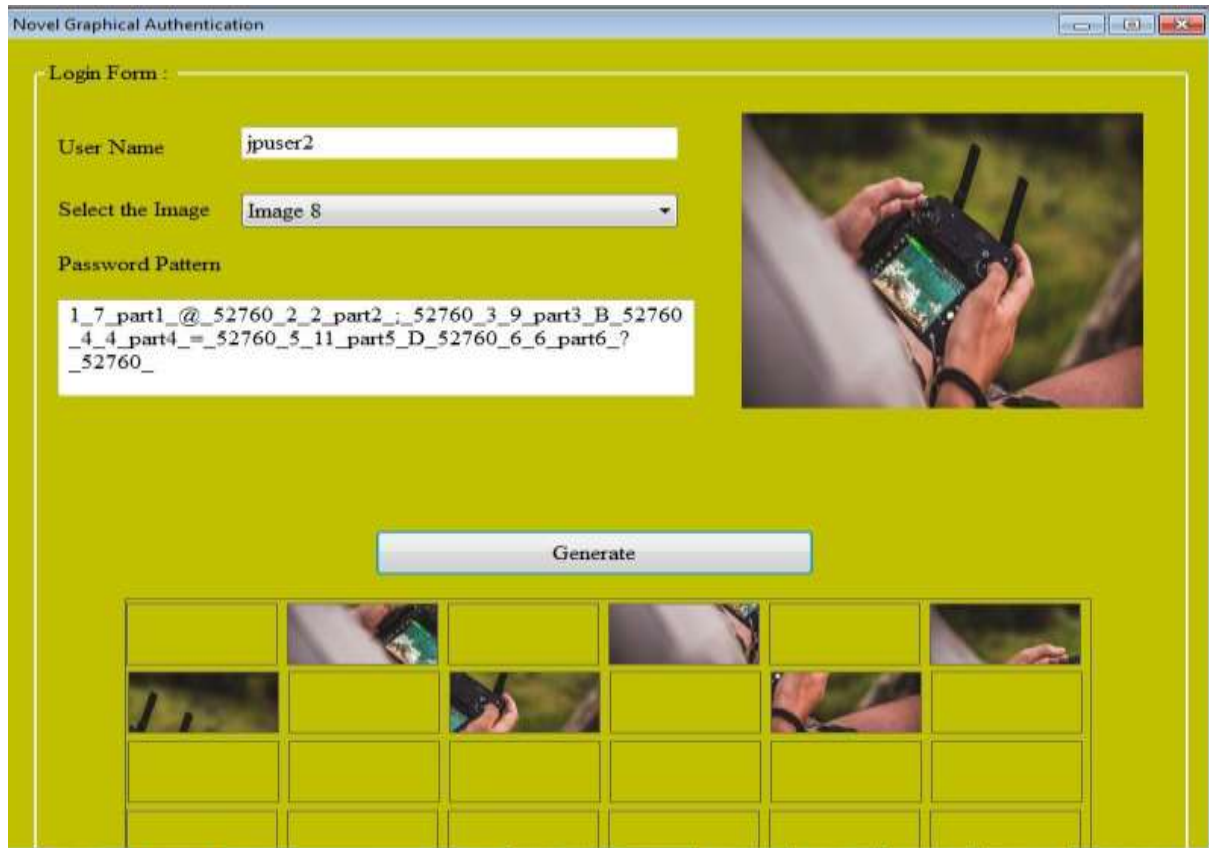 Novel Graphical Authentication
Login Form :
User Name
jpuser2
Select the Image
Image 8
Password Pattern
1_7_part1_@_52760_2_2_part2_;_52760_3_9_part3_B_52760
_4_4_part4_=_52760_5_11_part5_D_52760_6_6_part6_?
_52760_
Generate